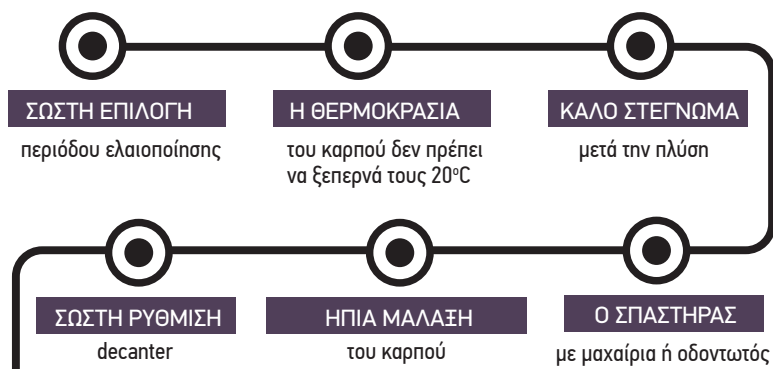 ΣΩΣΤΗ ΕΠΙΛΟΓΗ
περιόδου ελαιοποίησης
Η ΘΕΡΜΟΚΡΑΣΙΑ
του καρπού δεν πρέπει
να ξεπερνά τους 20°C
ΚΑΛΟ ΣΤΕΓΝΩΜΑ
μετά την πλύση
Ο ΣΠΑΣΤΗΡΑΣ
με μαχαίρια ή οδοντωτός
ΗΠΙΑ ΜΑΛΑΞΗ
του καρπού
ΣΩΣΤΗ ΡΥΘΜΙΣΗ
decanter